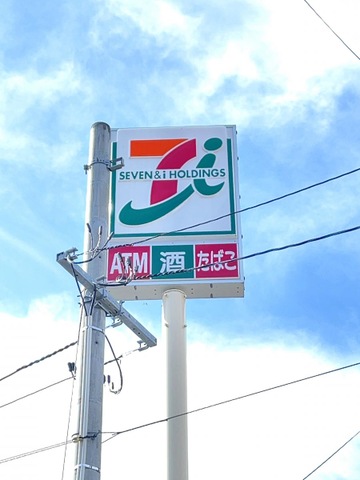 7i
SEVEN & i HOLDINGS
ATM 酒 たばこ